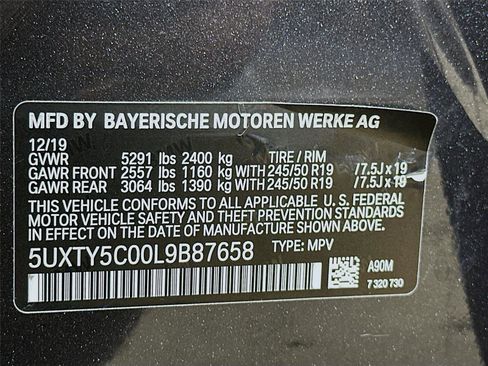 MFD BY BAYERISCHE MOTOREN WERKE AG
12/19
GVWR 5291 lbs 2400 kg TIRE / RIM
GAWR FRONT 2557 lbs 1160 kg WITH 245/50 R19 /7.5J x 19
GAWR REAR 3064 lbs 1390 kg WITH 245/50 R19 /7.5J x 19
THIS VEHICLE CONFORMS TO ALL APPLICABLE U. S. FEDERAL
MOTOR VEHICLE SAFETY AND THEFT PREVENTION STANDARDS IN
EFFECT ON THE DATE OF MANUFACTURE SHOWN ABOVE.
5UXTY5C00L9B87658 TYPE: MPV
A90M
7 320 730